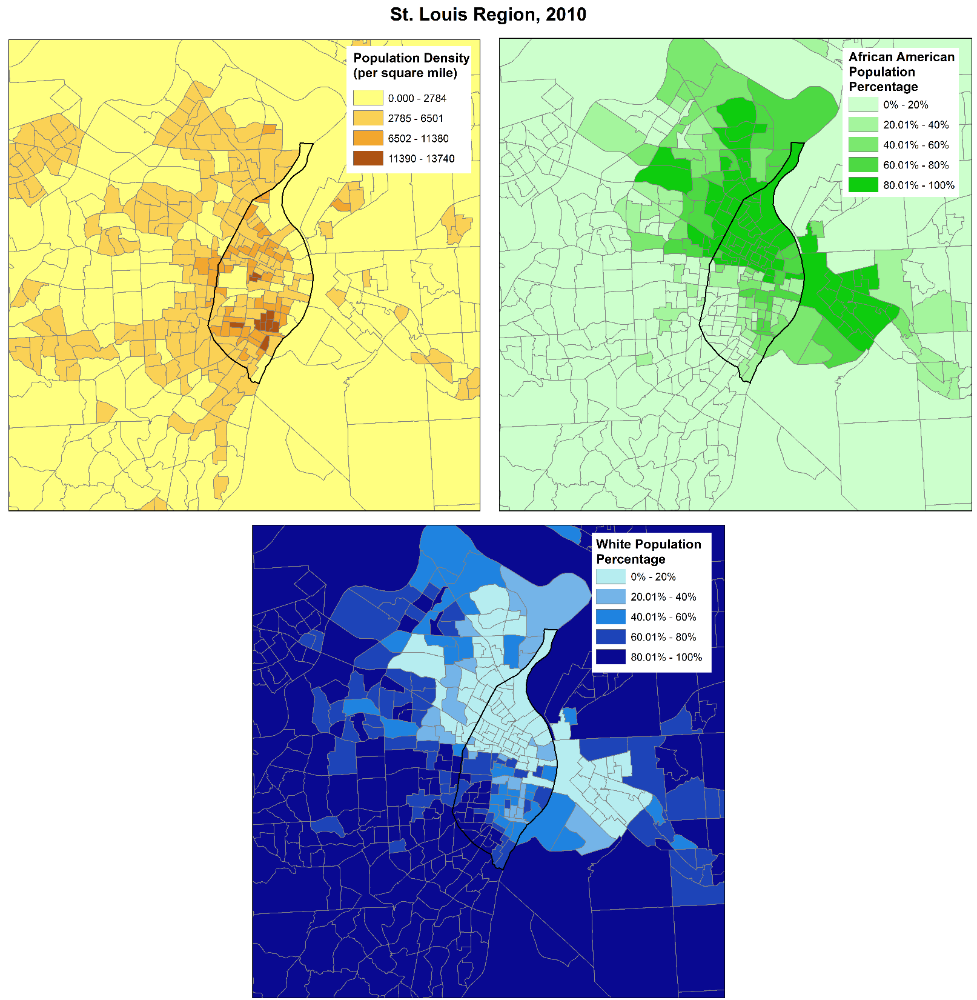 St. Louis Region, 2010
Population Density
(per square mile)
0.000 - 2784
2785 - 6501
6502 - 11380
11390 - 13740
African American
Population
Percentage
0% - 20%
20.01% - 40%
40.01% - 60%
60.01% - 80%
80.01% - 100%
White Population
Percentage
0% - 20%
20.01% - 40%
40.01% - 60%
60.01% - 80%
80.01% - 100%